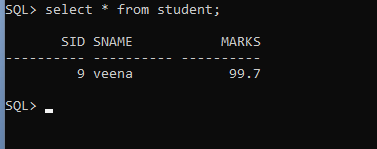 SQL> select * from student;
SID SNAME MARKS
---------- ---------- ----------
9 veena 99.7
SQL>